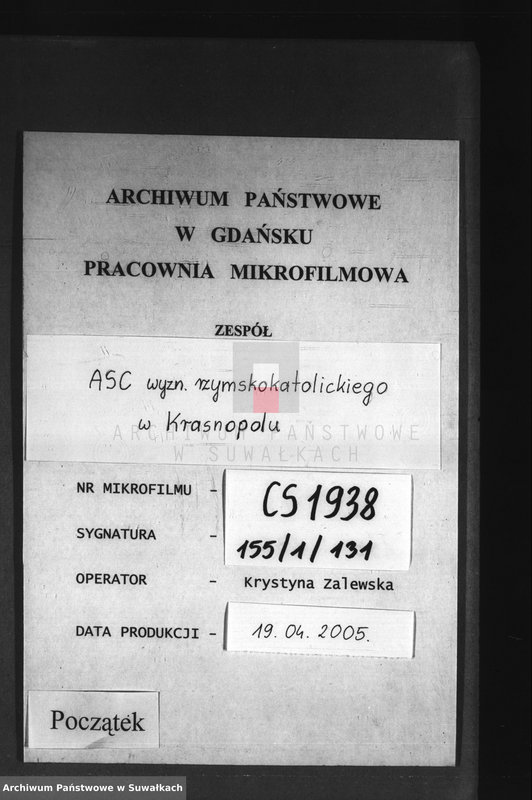 ARCHIWUM PAŃSTWOWE
W GDAŃSKU
PRACOWNIA MIKROFILMOWA
ZESPÓŁ
ASC wyzn. rzymskokatolickiego
w Krasnopolu
ARCHIWUM PAŃSTWOWE
W SUWAŁKACH
NR MIKROFILMU - CS 1938
SYGNATURA - 155/1/131
OPERATOR - Krystyna Zalewska
DATA PRODUKCJI - 19. 04. 2005.
Początek
Archiwum Państwowe w Suwałkach